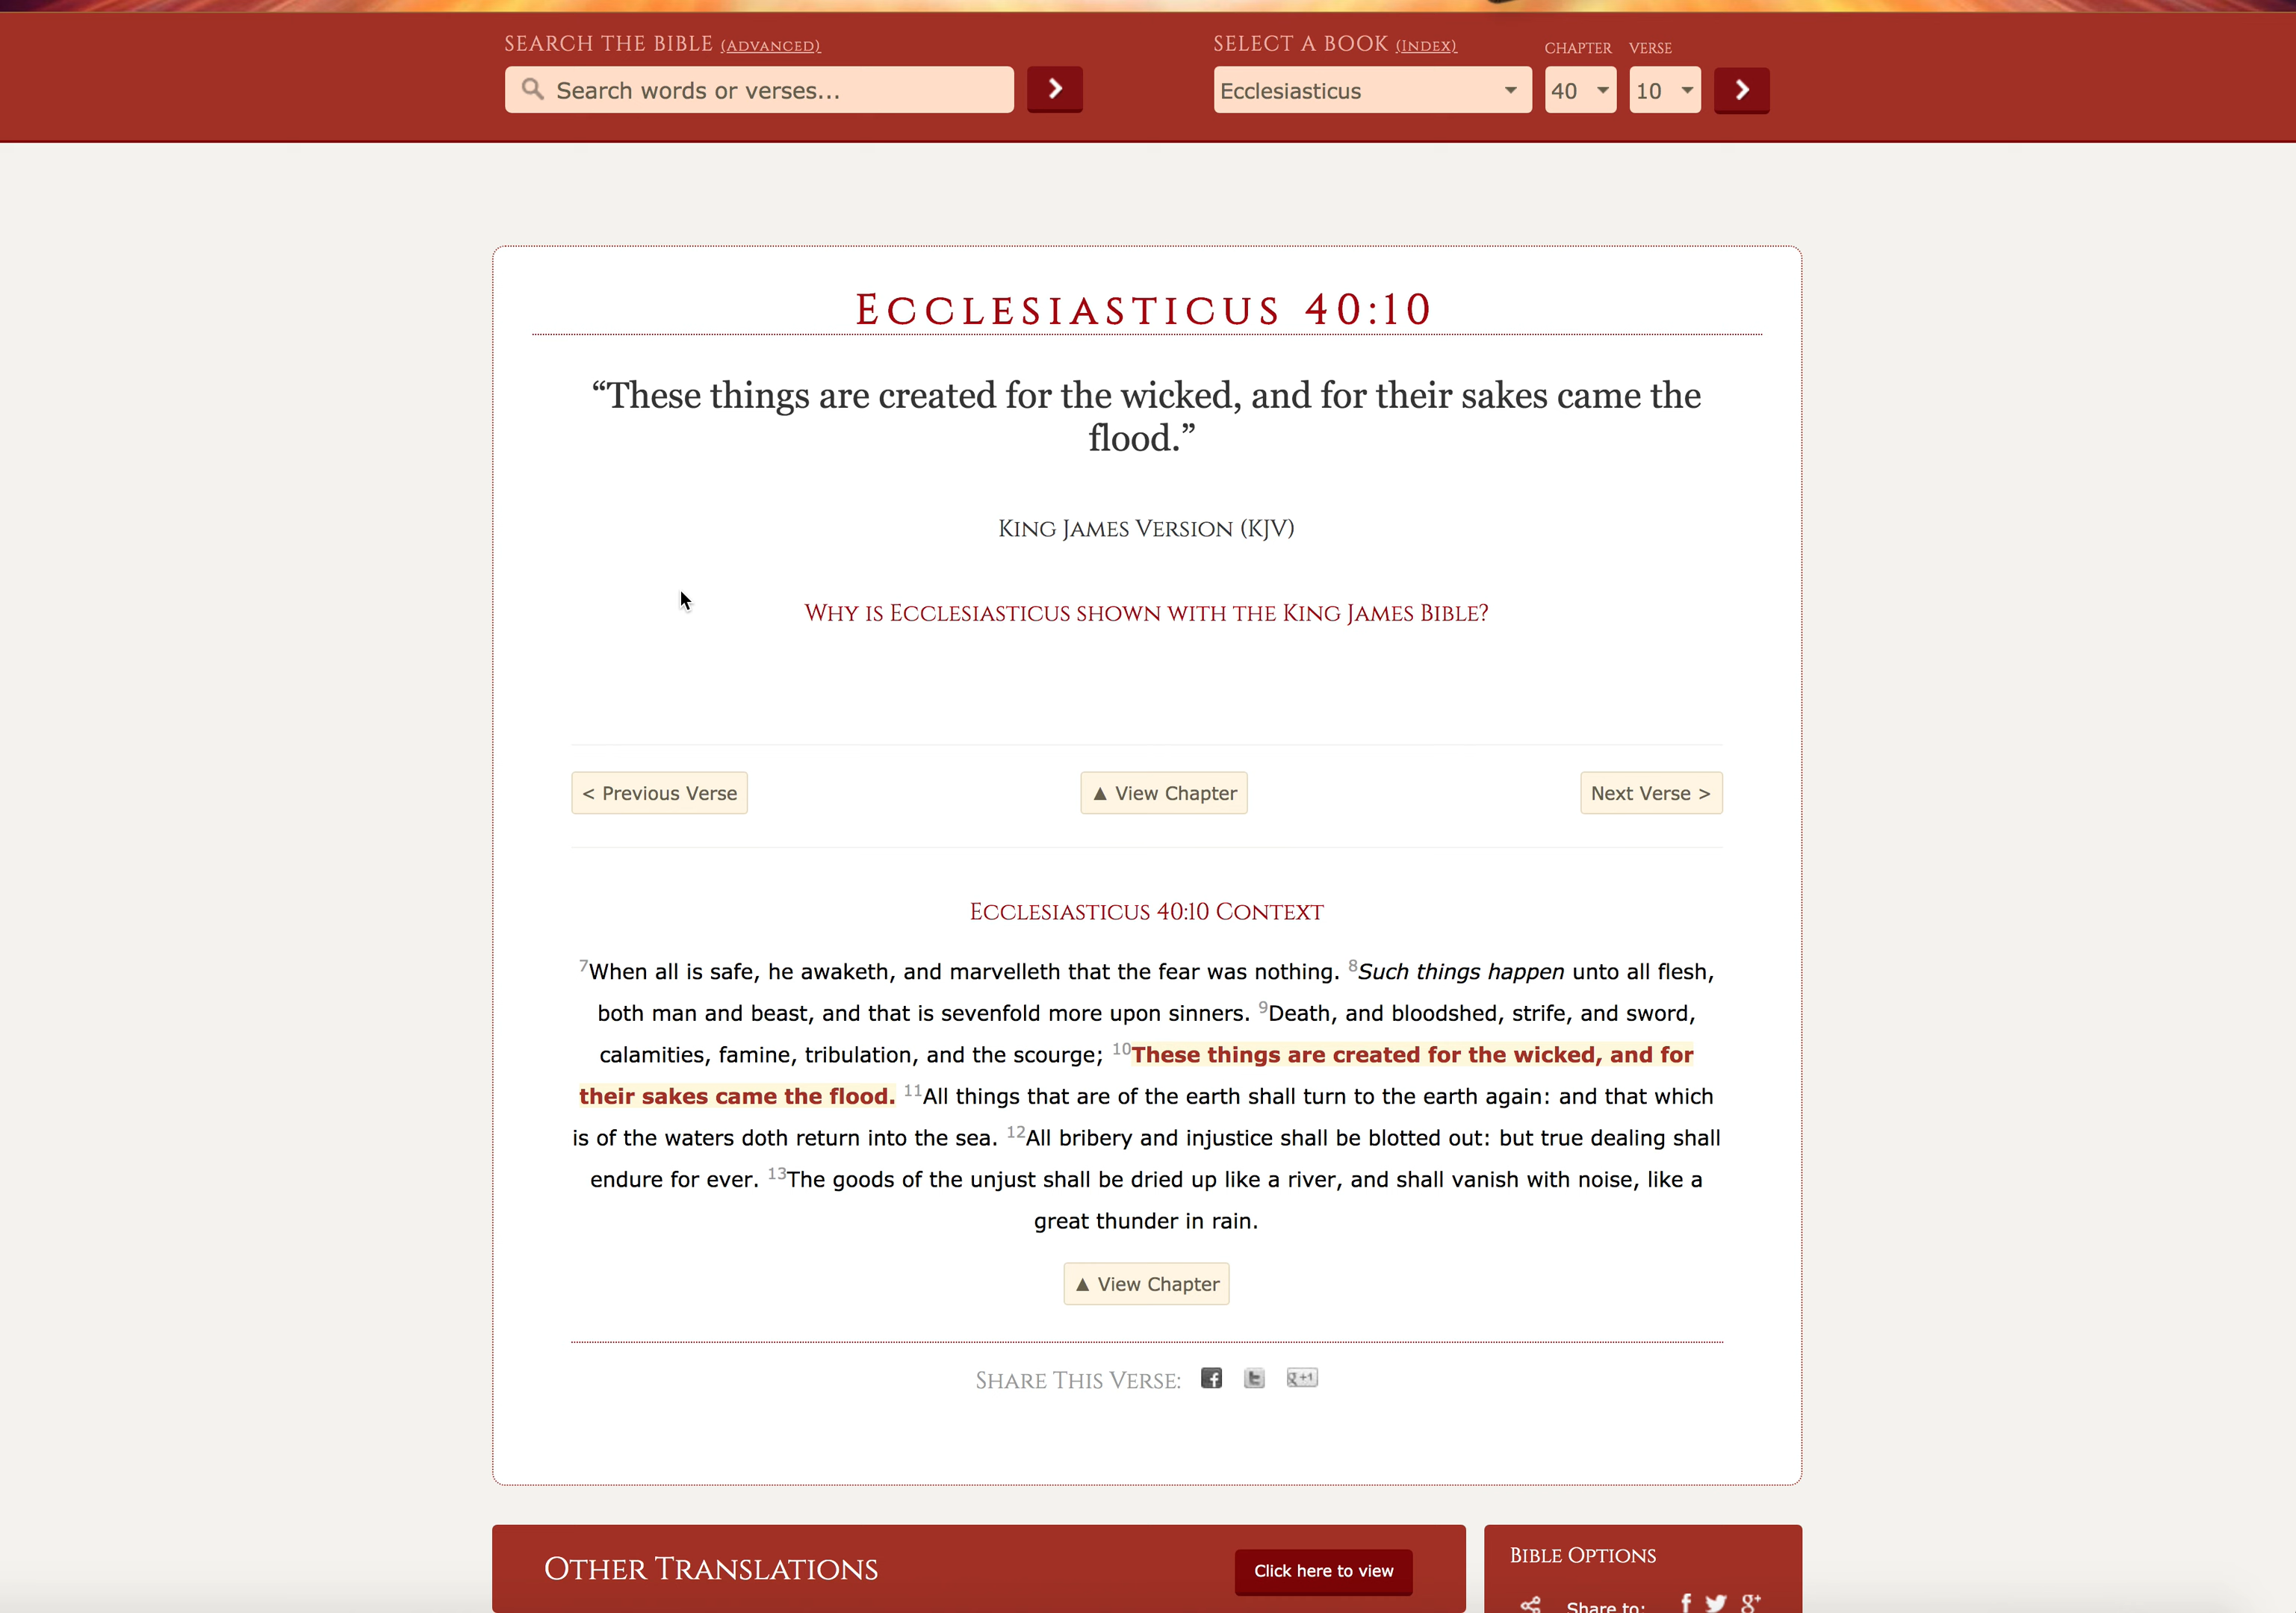 SEARCH THE BIBLE (ADVANCED)
Search words or verses...
SELECT A BOOK (INDEX) CHAPTER VERSE
Ecclesiasticus 40 10
ECCLESIASTICUS 40:10
“These things are created for the wicked, and for their sakes came the
flood.”
KING JAMES VERSION (KJV)
WHY IS ECCLESIASTICUS SHOWN WITH THE KING JAMES BIBLE?
< Previous Verse
▲ View Chapter
Next Verse >
ECCLESIASTICUS 40:10 CONTEXT
7When all is safe, he awaketh, and marvelleth that the fear was nothing. 8Such things happen unto all flesh,
both man and beast, and that is sevenfold more upon sinners. 9Death, and bloodshed, strife, and sword,
calamities, famine, tribulation, and the scourge; 10These things are created for the wicked, and for
their sakes came the flood. 11All things that are of the earth shall turn to the earth again: and that which
is of the waters doth return into the sea. 12All bribery and injustice shall be blotted out: but true dealing shall
endure for ever. 13The goods of the unjust shall be dried up like a river, and shall vanish with noise, like a
great thunder in rain.
▲ View Chapter
SHARE THIS VERSE: f t g+1
OTHER TRANSLATIONS
Click here to view
BIBLE OPTIONS
Share to: f g+